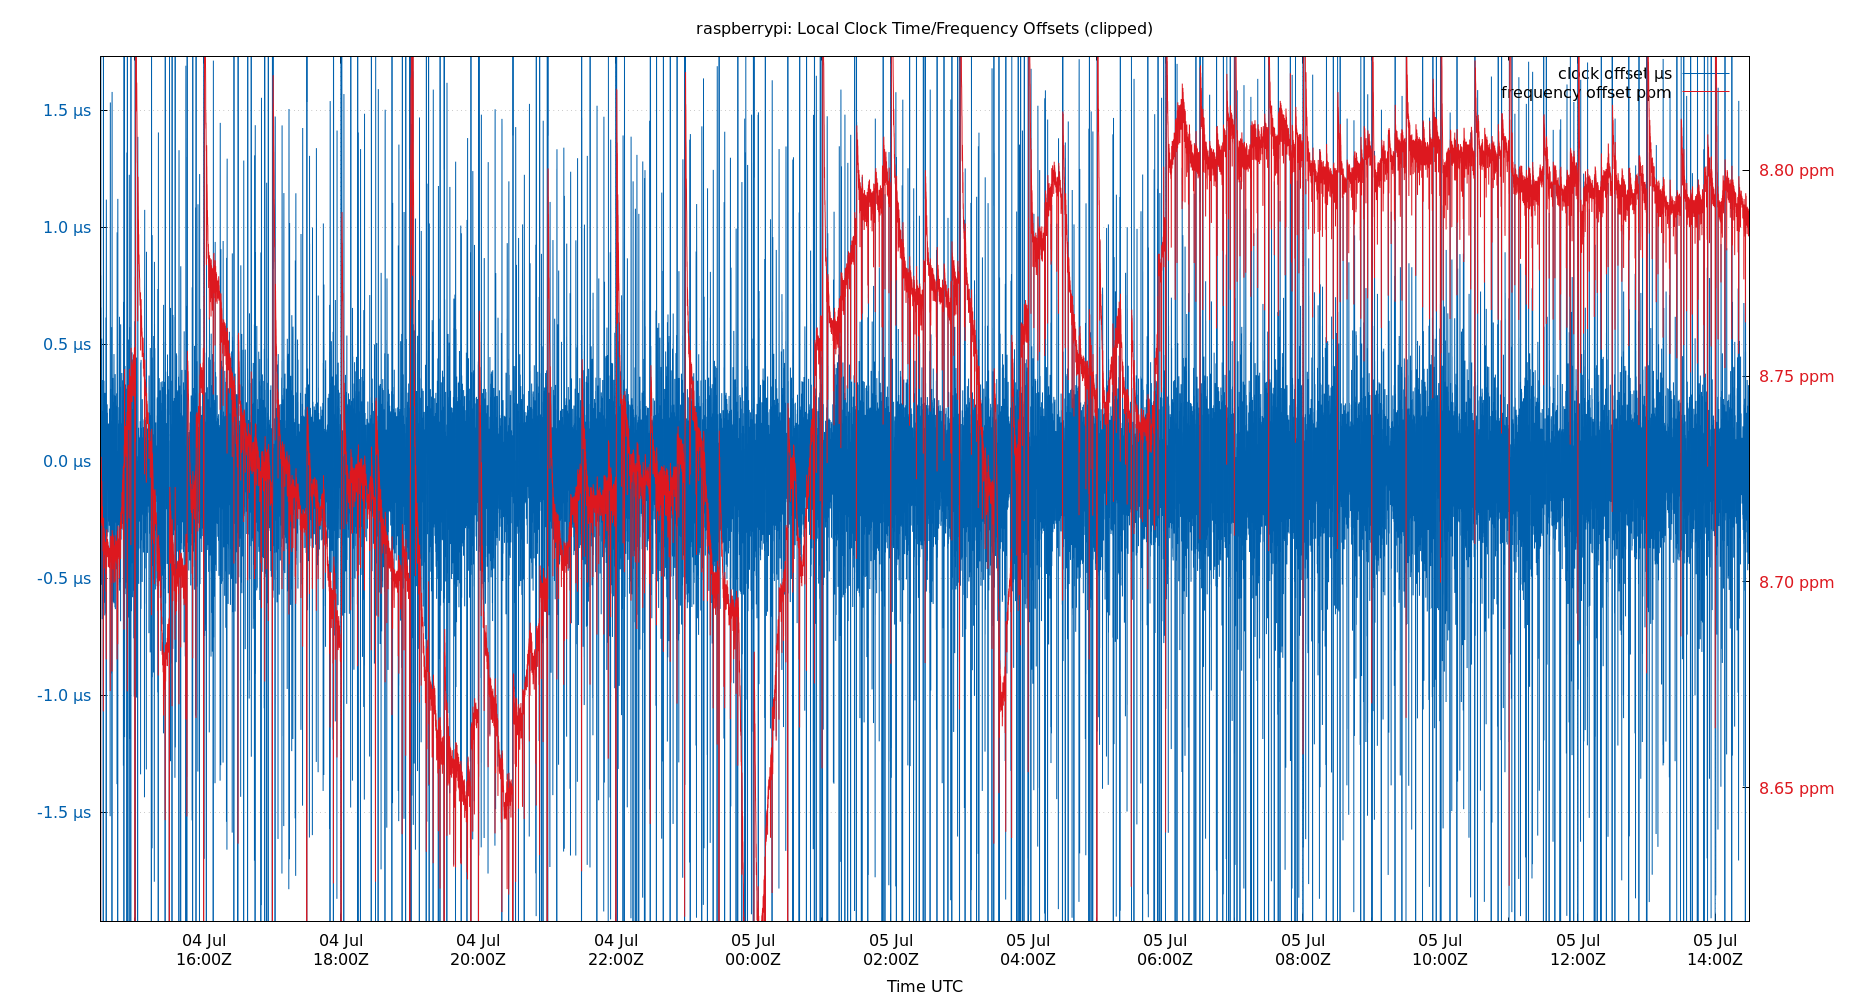 raspberrypi: Local Clock Time/Frequency Offsets (clipped)
clock offset µs
frequency offset ppm
1.5 µs
1.0 µs
0.5 µs
0.0 µs
-0.5 µs
-1.0 µs
-1.5 µs
8.80 ppm
8.75 ppm
8.70 ppm
8.65 ppm
04 Jul 04 Jul 04 Jul 04 Jul 05 Jul 05 Jul 05 Jul 05 Jul 05 Jul 05 Jul 05 Jul 05 Jul
16:00Z 18:00Z 20:00Z 22:00Z 00:00Z 02:00Z 04:00Z 06:00Z 08:00Z 10:00Z 12:00Z 14:00Z
Time UTC